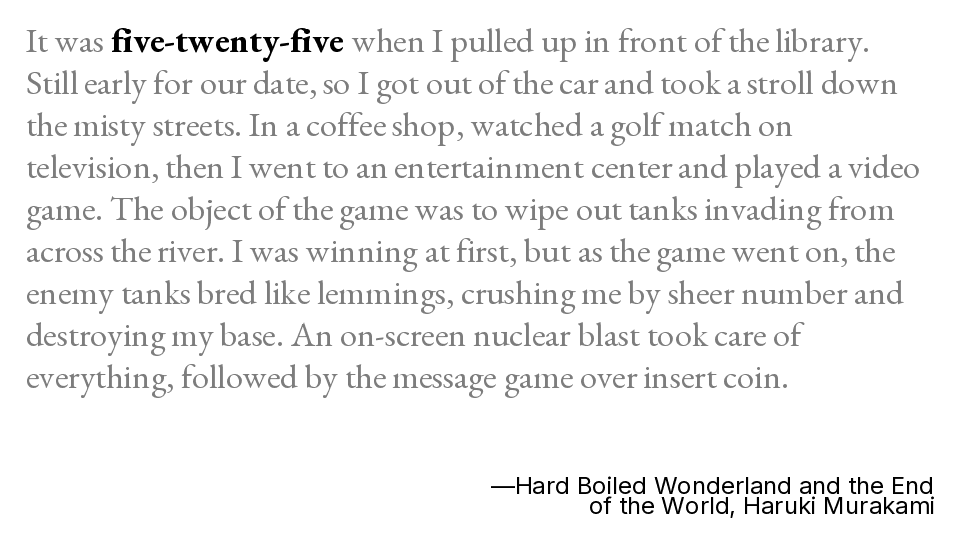 It was five-twenty-five when I pulled up in front of the library.
Still early for our date, so I got out of the car and took a stroll down
the misty streets. In a coffee shop, watched a golf match on
television, then I went to an entertainment center and played a video
game. The object of the game was to wipe out tanks invading from
across the river. I was winning at first, but as the game went on, the
enemy tanks bred like lemmings, crushing me by sheer number and
destroying my base. An on-screen nuclear blast took care of
everything, followed by the message game over insert coin.
—Hard Boiled Wonderland and the End
of the World, Haruki Murakami